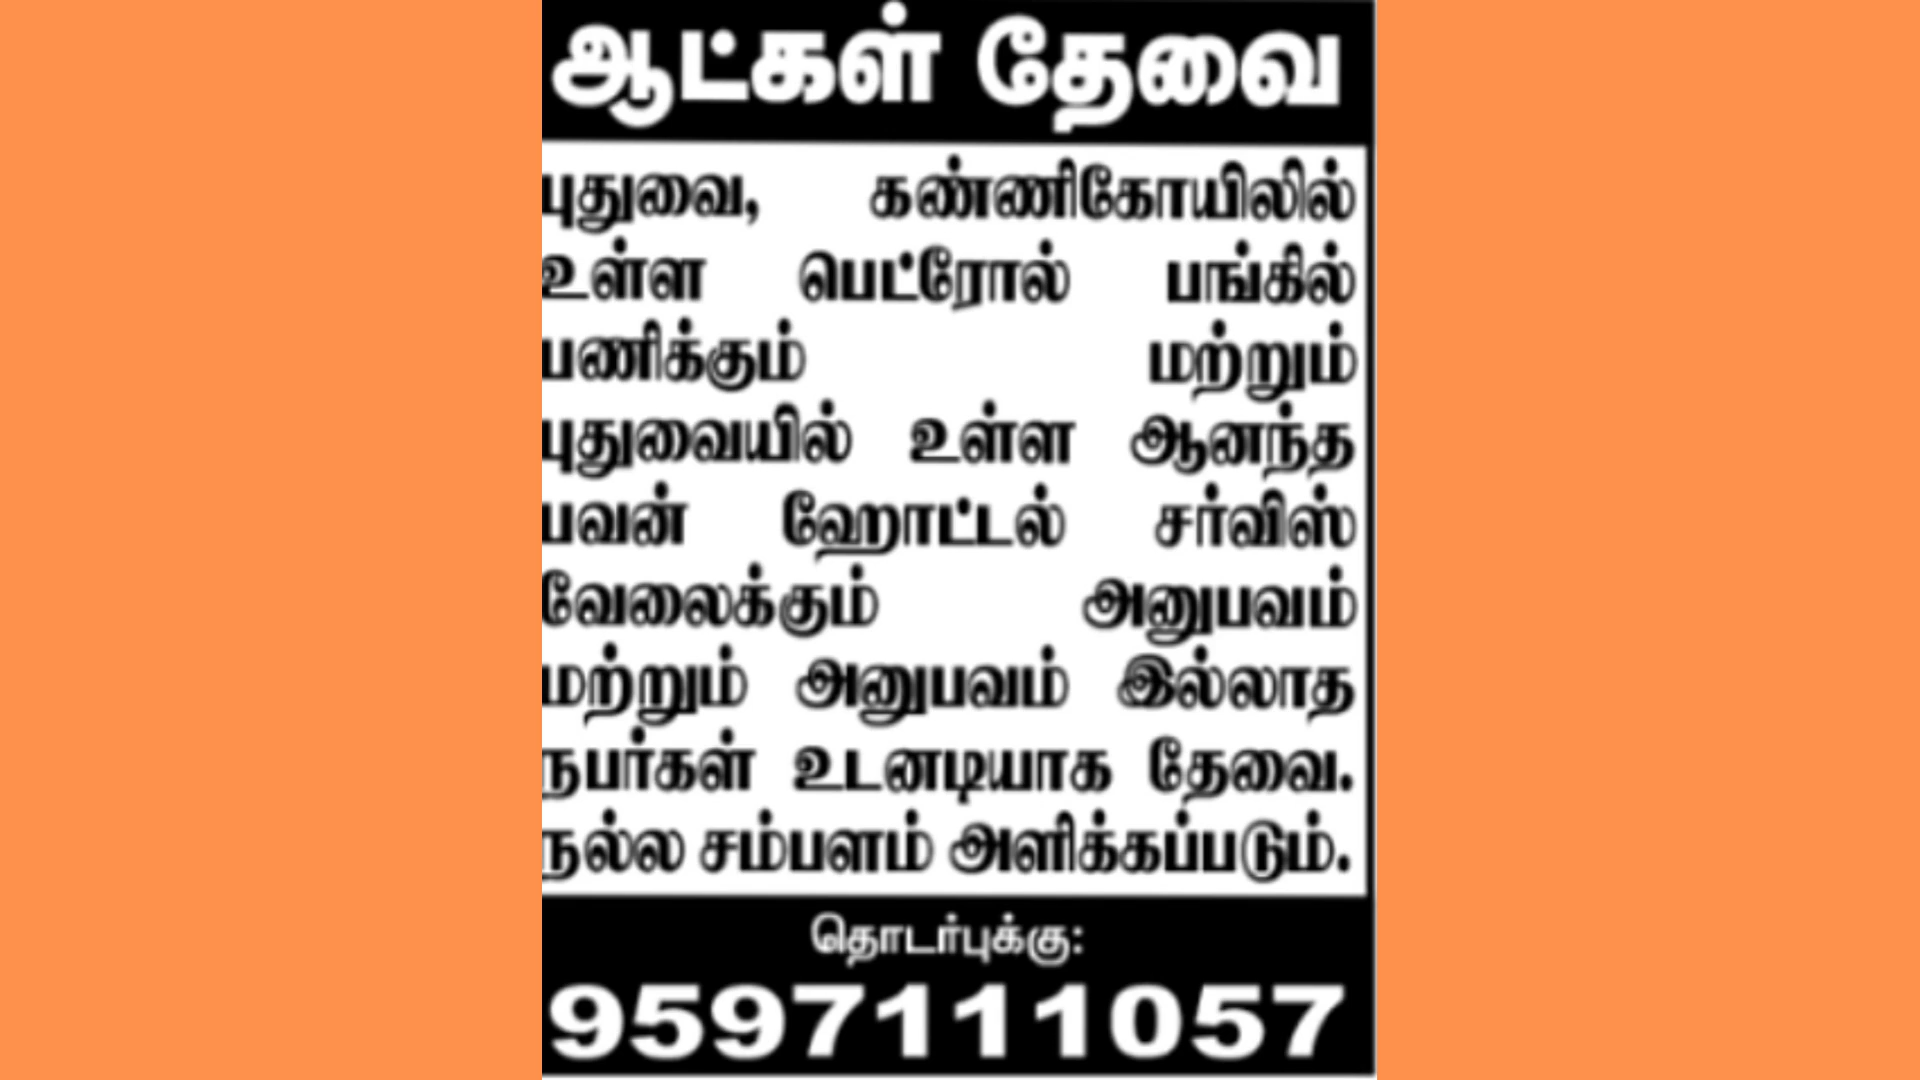 ஆட்கள் தேவை
புதுவை, கண்ணிகோயிலில்
உள்ள பெட்ரோல் பங்கில்
பணிக்கும் மற்றும்
புதுவையில் உள்ள ஆனந்த
பவன் ஹோட்டல் சர்விஸ்
வேலைக்கும் அனுபவம்
மற்றும் அனுபவம் இல்லாத
நபர்கள் உடனடியாக தேவை.
நல்ல சம்பளம் அளிக்கப்படும்.
தொடர்புக்கு:
9597111057